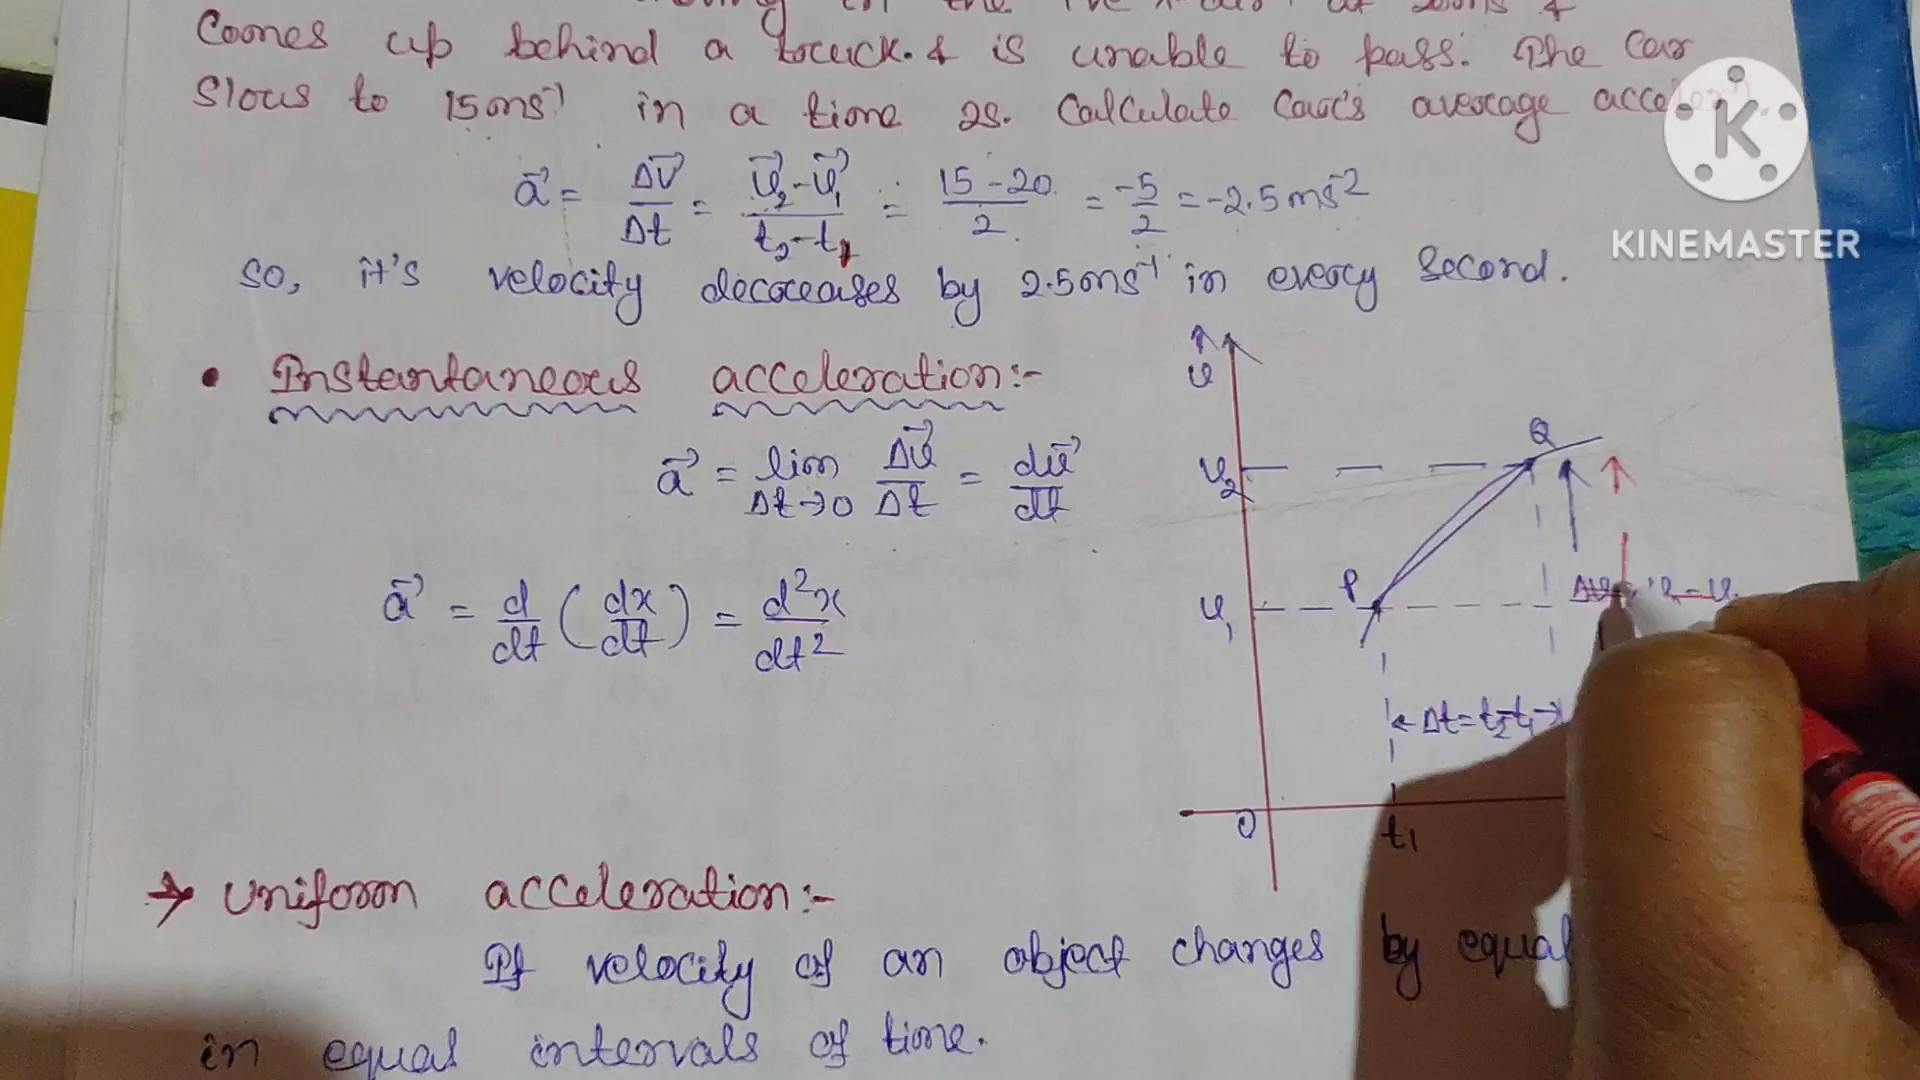 Comes up behind a truck. & is unable to pass. The car
Slows to 15ms⁻¹ in a time 2s. Calculate Car's average
K
KINEMASTER
a⃗ = Δv⃗/Δt = (v⃗₂ - v⃗₁)/(t₂ - t₁) = (15 - 20)/2 = -5/2 = -2.5 ms⁻²
So, it's velocity decreases by 2.5ms⁻¹ in every second.
• Instantaneous acceleration:-
a⃗ = lim Δt→0 Δv⃗/Δt = dv⃗/dt
a⃗ = d/dt (dx/dt) = d²x/dt²
v
Q
v₂
P
v₁
Δt = t₂-t₁
O
t₁
→ Uniform acceleration:-
If velocity of an object changes by equal
in equal intervals of time.